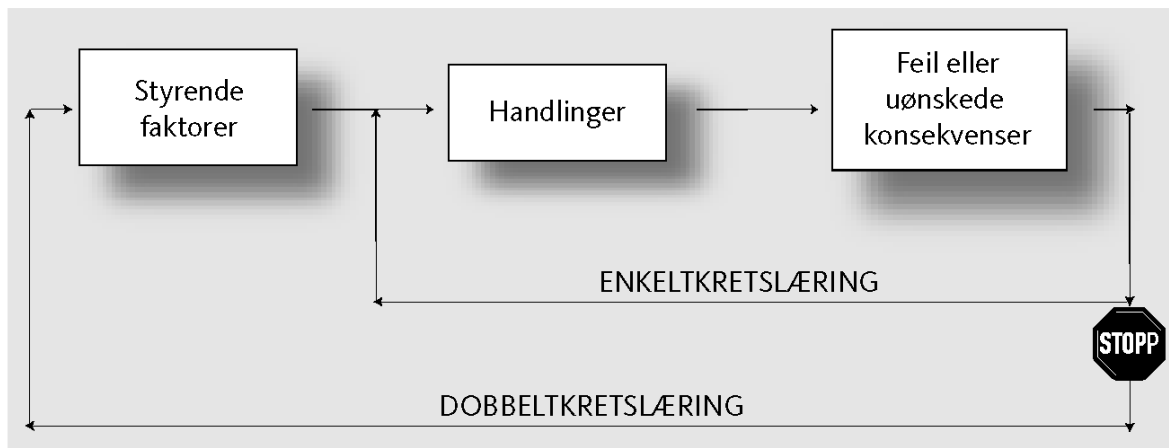 Styrende
faktorer
Handlinger
Feil eller
uønskede
konsekvenser
ENKELTKRETSLÆRING
STOPP
DOBBELTKRETSLÆRING